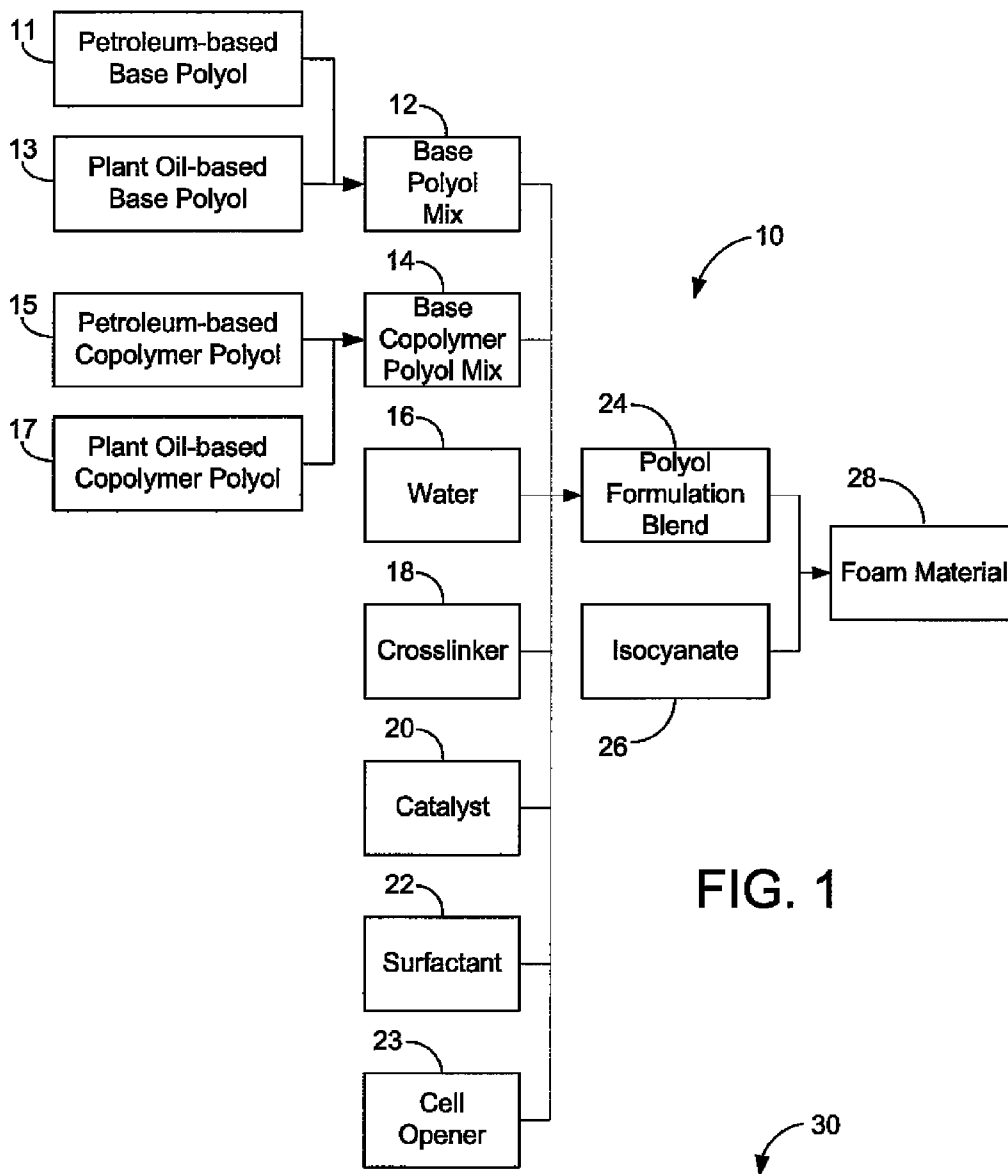 11
Petroleum-based
Base Polyol
13
Plant Oil-based
Base Polyol
12
Base
Polyol
Mix
10
15
Petroleum-based
Copolymer Polyol
14
Base
Copolymer
Polyol Mix
17
Plant Oil-based
Copolymer Polyol
16
Water
24
Polyol
Formulation
Blend
28
Foam Material
18
Crosslinker
Isocyanate
26
20
Catalyst
FIG. 1
22
Surfactant
23
Cell
Opener
30